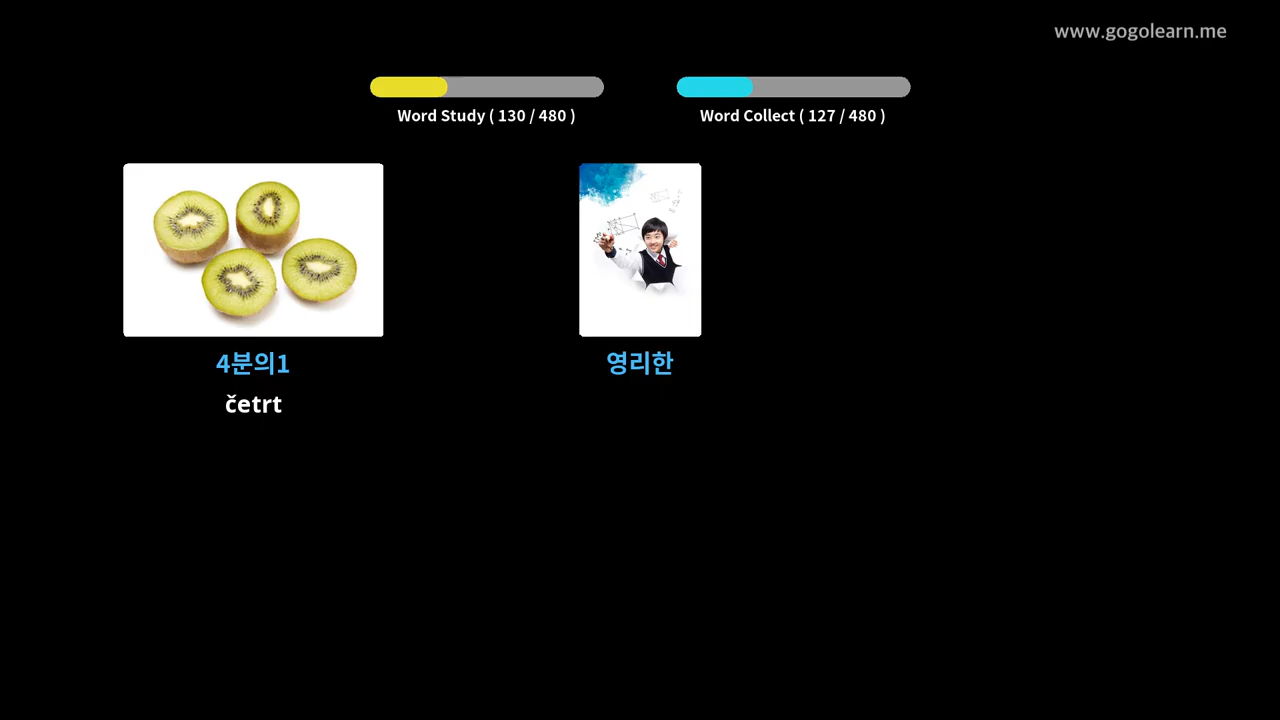 www.gogolearn.me
Word Study ( 130 / 480 )
Word Collect ( 127 / 480 )
4분의1
četrt
영리한